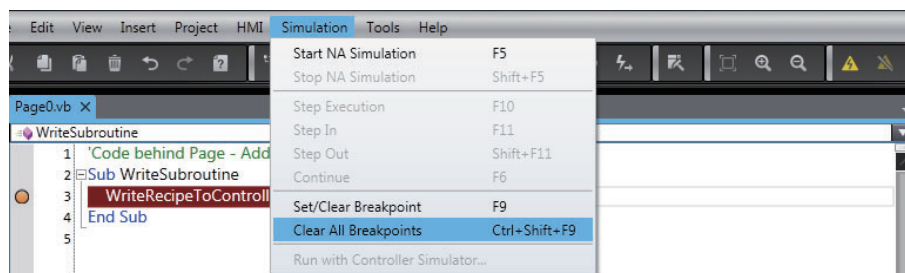 Edit View Insert Project HMI Simulation Tools Help
Start NA Simulation F5
Stop NA Simulation Shift+F5
Page0.vb X
Step Execution F10
WriteSubroutine
Step In F11
1 'Code behind Page - Add
Step Out Shift+F11
2 Sub WriteSubroutine
Continue F6
3 WriteRecipeToControll
Set/Clear Breakpoint F9
4 End Sub
Clear All Breakpoints Ctrl+Shift+F9
5
Run with Controller Simulator...